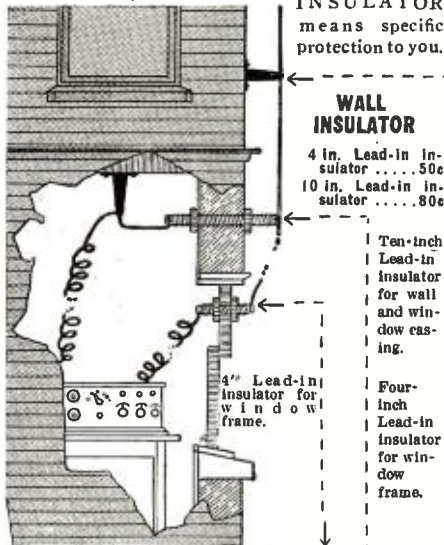 INSULATOR
means specific
protection to you.
WALL
INSULATOR
4 in. Lead-in in-
sulator .....50c
10 in. Lead-in in-
sulator .....80c
Ten-inch
Lead-in
insulator
for wall
and win-
dow cas-
ing.
4" Lead-in
insulator for
window
frame.
Four-
inch
Lead-in
insulator
for win-
dow
frame.